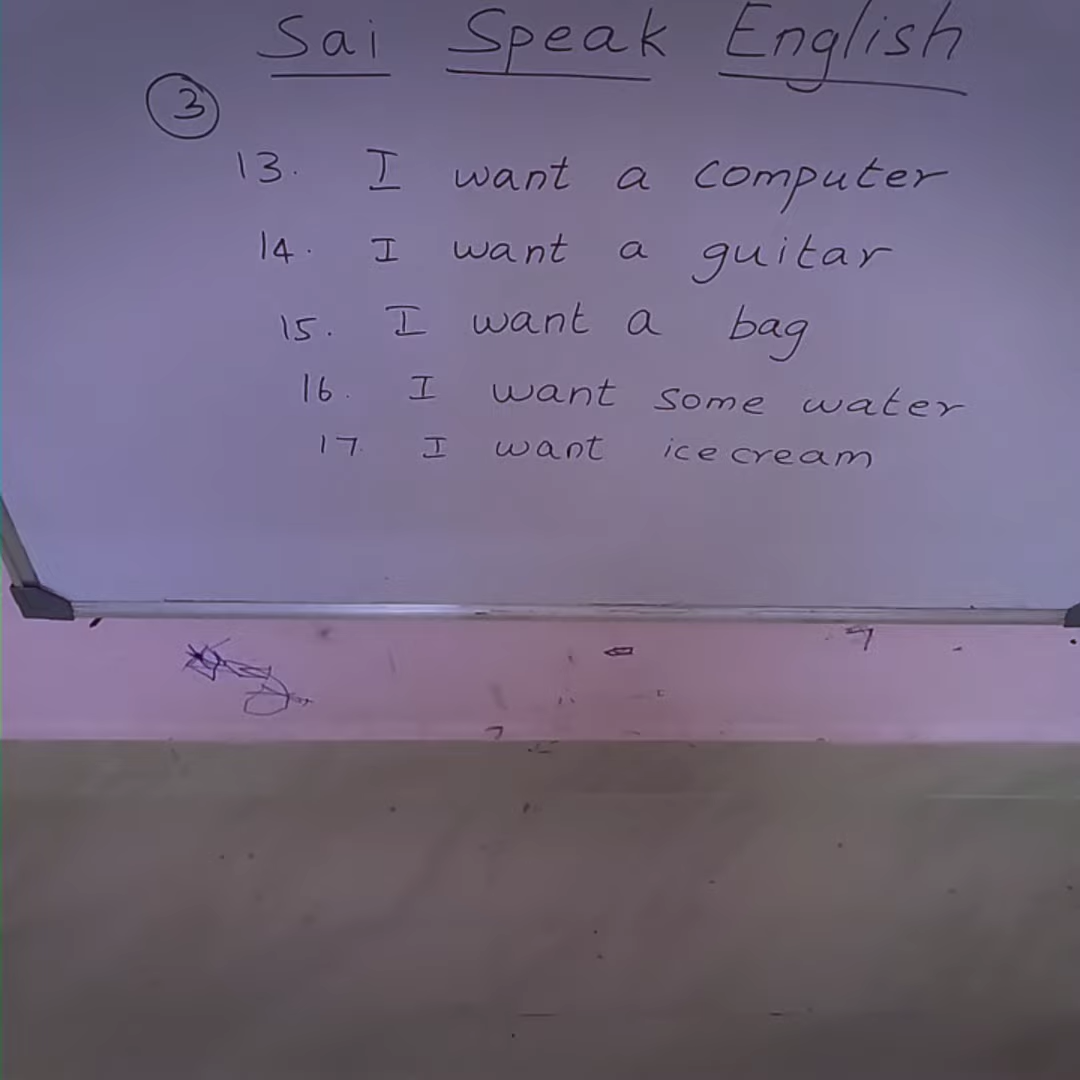 Sai Speak English
3
13. I want a computer
14. I want a guitar
15. I want a bag
16. I want some water
17. I want icecream